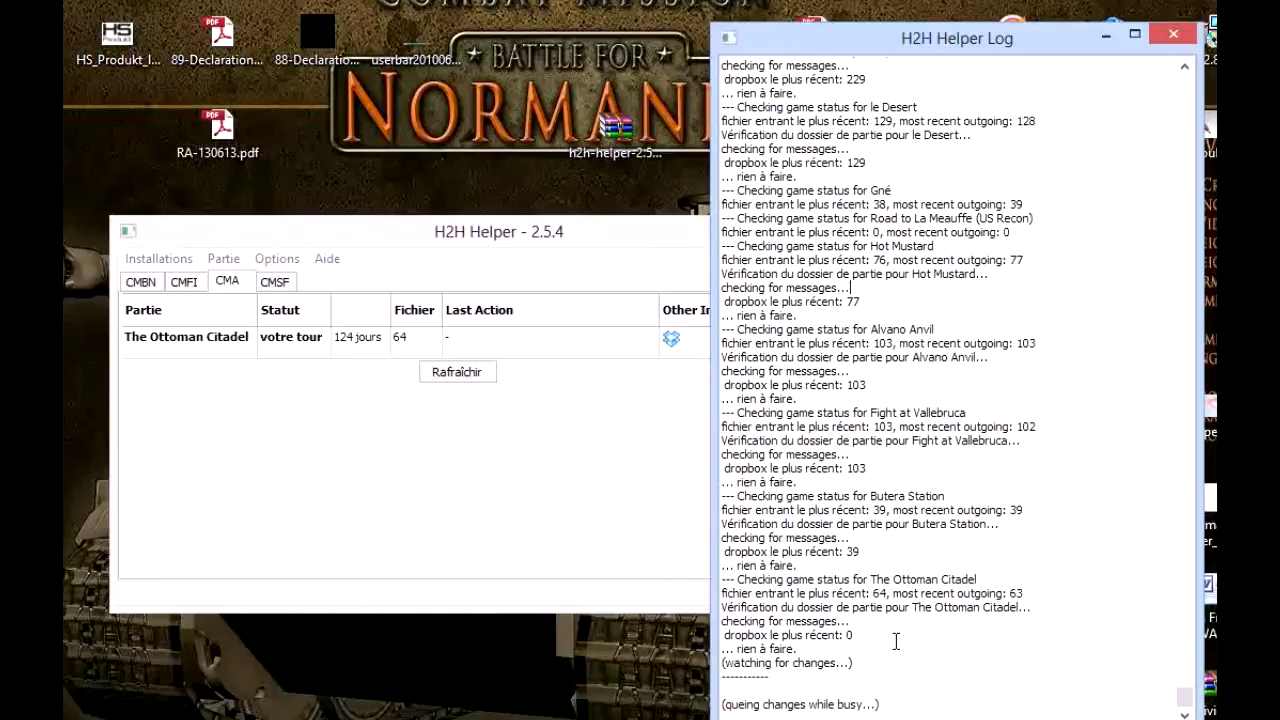 COMBAT MISSION
BATTLE FOR
HS_Produkt_I...
89-Declaration...
88-Declaratio...
userbar201006...
RA-130613.pdf
h2h-helper-2.5...
H2H Helper - 2.5.4
Installations Partie Options Aide
CMBN CMFI CMA CMSF
Partie Statut Fichier Last Action
The Ottoman Citadel votre tour 124 jours 64 -
Rafraîchir
H2H Helper Log
checking for messages...
dropbox le plus récent: 229
... rien à faire.
--- Checking game status for le Desert
fichier entrant le plus récent: 129, most recent outgoing: 128
Vérification du dossier de partie pour le Desert...
checking for messages...
dropbox le plus récent: 129
... rien à faire.
--- Checking game status for Gné
fichier entrant le plus récent: 38, most recent outgoing: 39
--- Checking game status for Road to La Meauffe (US Recon)
fichier entrant le plus récent: 0, most recent outgoing: 0
--- Checking game status for Hot Mustard
fichier entrant le plus récent: 76, most recent outgoing: 77
Vérification du dossier de partie pour Hot Mustard...
checking for messages...
dropbox le plus récent: 77
... rien à faire.
--- Checking game status for Alvano Anvil
fichier entrant le plus récent: 103, most recent outgoing: 103
Vérification du dossier de partie pour Alvano Anvil...
checking for messages...
dropbox le plus récent: 103
... rien à faire.
--- Checking game status for Fight at Vallebruca
fichier entrant le plus récent: 103, most recent outgoing: 102
Vérification du dossier de partie pour Fight at Vallebruca...
checking for messages...
dropbox le plus récent: 103
... rien à faire.
--- Checking game status for Butera Station
fichier entrant le plus récent: 39, most recent outgoing: 39
Vérification du dossier de partie pour Butera Station...
checking for messages...
dropbox le plus récent: 39
... rien à faire.
--- Checking game status for The Ottoman Citadel
fichier entrant le plus récent: 64, most recent outgoing: 63
Vérification du dossier de partie pour The Ottoman Citadel...
checking for messages...
dropbox le plus récent: 0
... rien à faire.
(watching for changes...)
-----------
(queing changes while busy...)